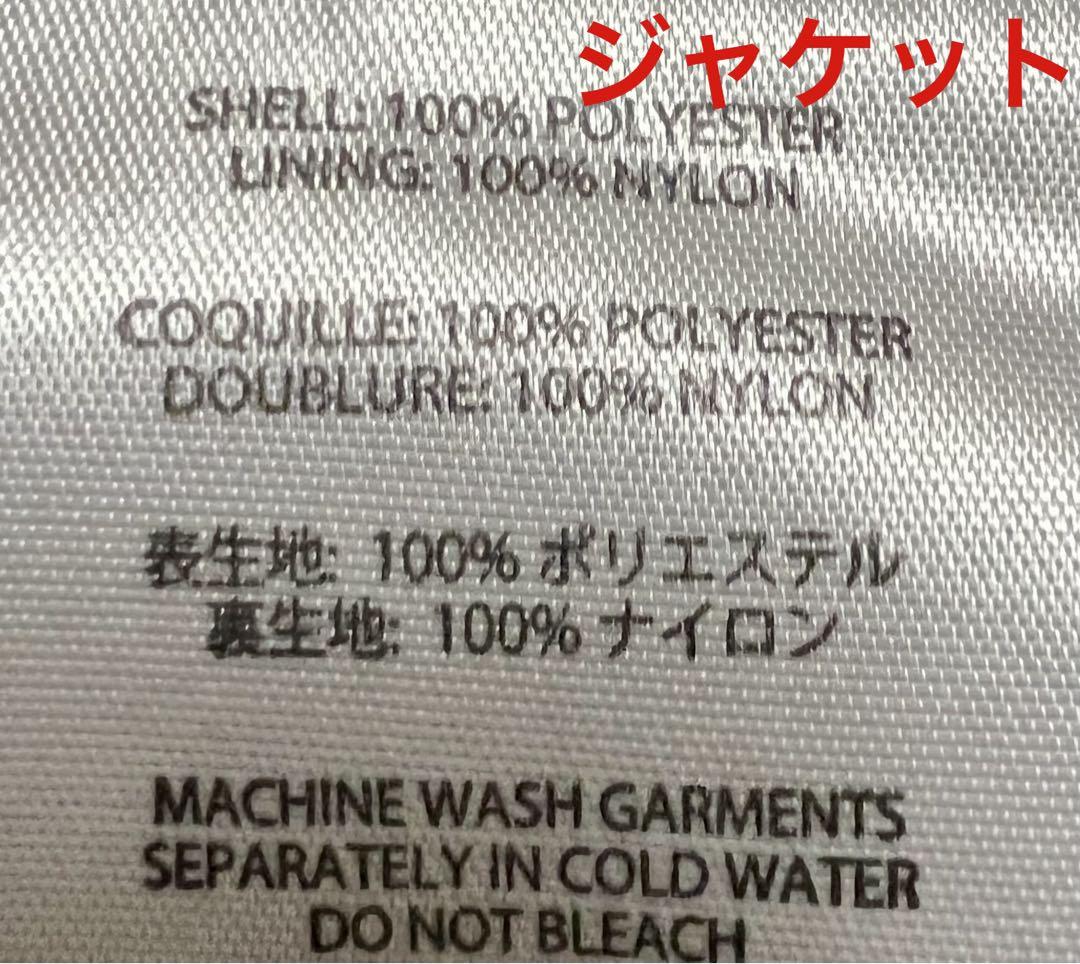 ジャケット
SHELL: 100% POLYESTER
LINING: 100% NYLON
COQUILLE: 100% POLYESTER
DOUBLURE: 100% NYLON
表生地: 100% ポリエステル
裏生地: 100% ナイロン
MACHINE WASH GARMENTS
SEPARATELY IN COLD WATER
DO NOT BLEACH